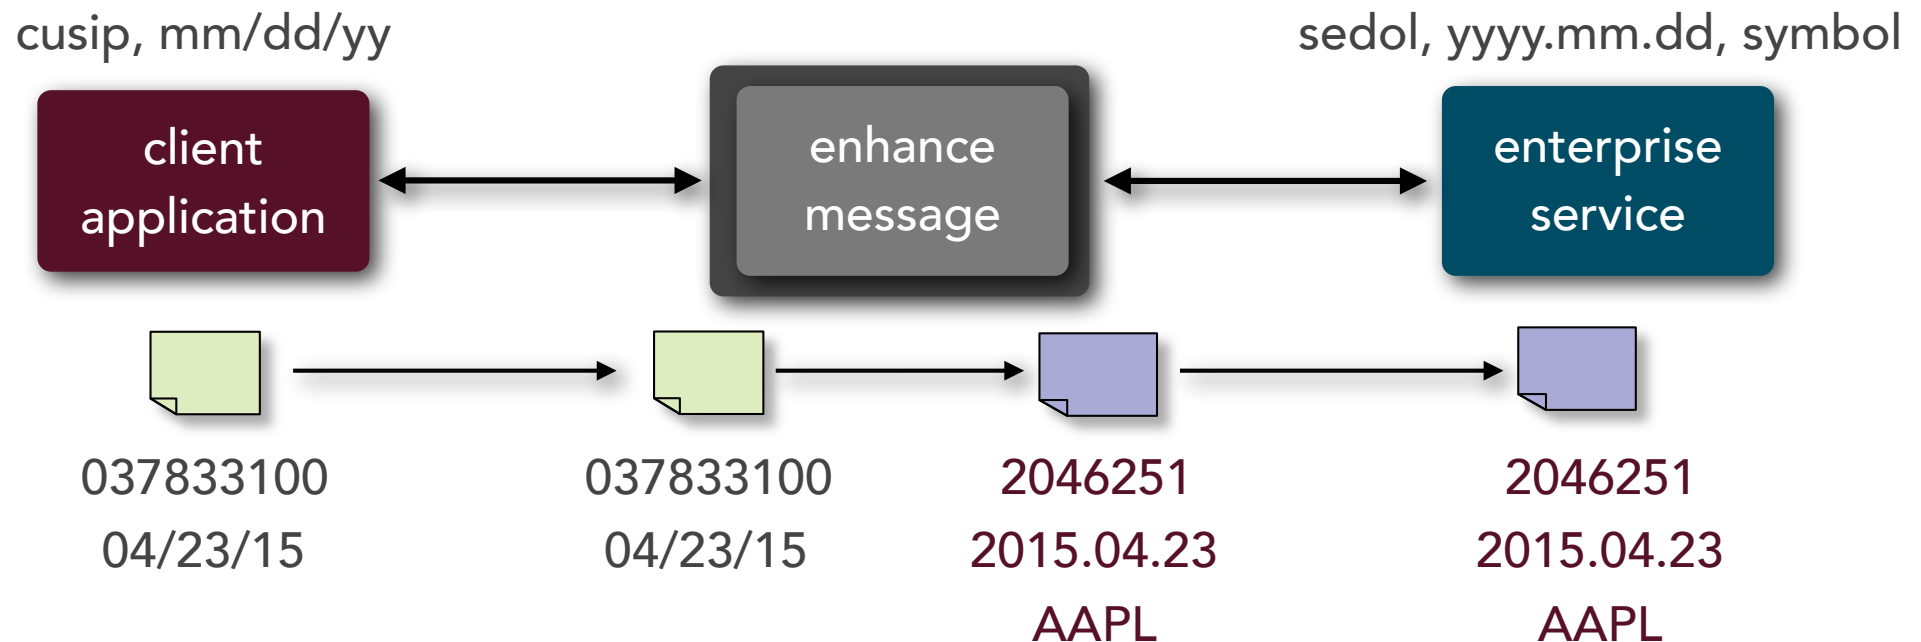 cusip, mm/dd/yy
sedol, yyyy.mm.dd, symbol
client
application
enhance
message
enterprise
service
037833100
04/23/15
037833100
04/23/15
2046251
2015.04.23
AAPL
2046251
2015.04.23
AAPL